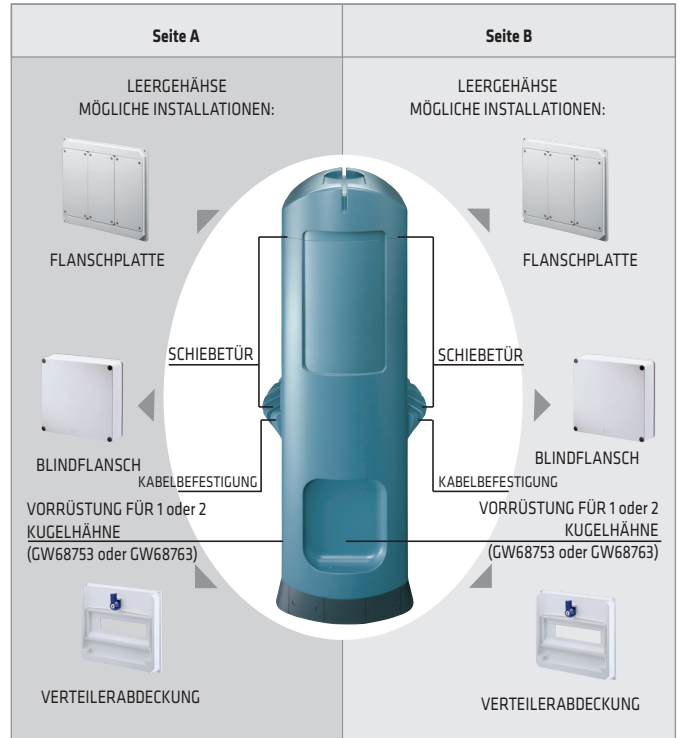 Seite A
Seite B
LEERGEHÄHSE
MÖGLICHE INSTALLATIONEN:
LEERGEHÄHSE
MÖGLICHE INSTALLATIONEN:
FLANSCHPLATTE
FLANSCHPLATTE
SCHIEBETÜR
SCHIEBETÜR
BLINDFLANSCH
BLINDFLANSCH
KABELBEFESTIGUNG
KABELBEFESTIGUNG
VORRÜSTUNG FÜR 1 oder 2
KUGELHÄHNE
(GW68753 oder GW68763)
VORRÜSTUNG FÜR 1 oder 2
KUGELHÄHNE
(GW68753 oder GW68763)
VERTEILERABDECKUNG
VERTEILERABDECKUNG